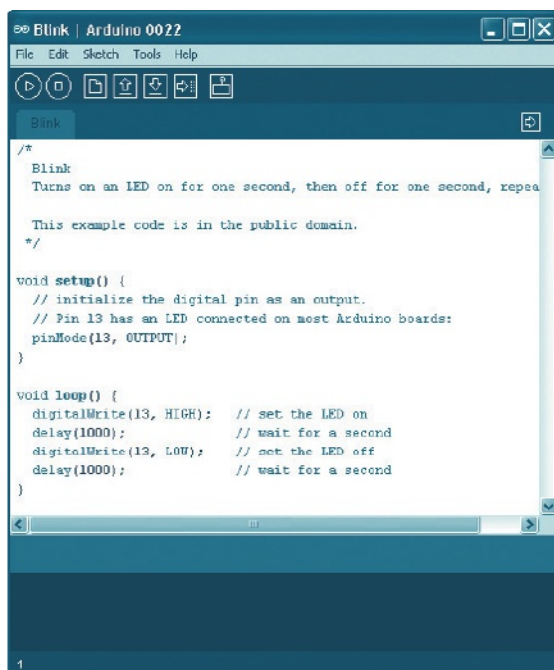 Blink | Arduino 0022
File Edit Sketch Tools Help
Blink
/*
Blink
Turns on an LED on for one second, then off for one second, repea
This example code is in the public domain.
*/
void setup() {
// initialize the digital pin as an output.
// Pin 13 has an LED connected on most Arduino boards:
pinMode(13, OUTPUT|;
}
void loop() {
digitalWrite(13, HIGH); // set the LED on
delay(1000); // wait for a second
digitalWrite(13, LOW); // set the LED off
delay(1000); // wait for a second
}
1